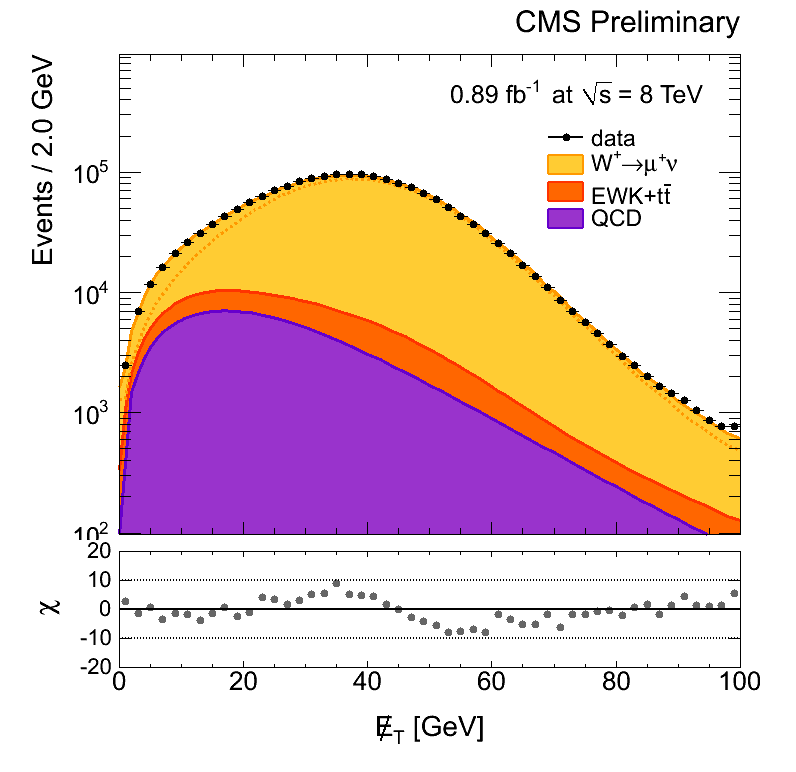 CMS Preliminary
Events / 2.0 GeV
0.89 fb⁻¹ at √s = 8 TeV
data
W⁺→μ⁺ν
EWK+tt̄
QCD
10⁵
10⁴
10³
10²
χ
20
10
0
-10
-20
0 20 40 60 80 100
E̸_T [GeV]